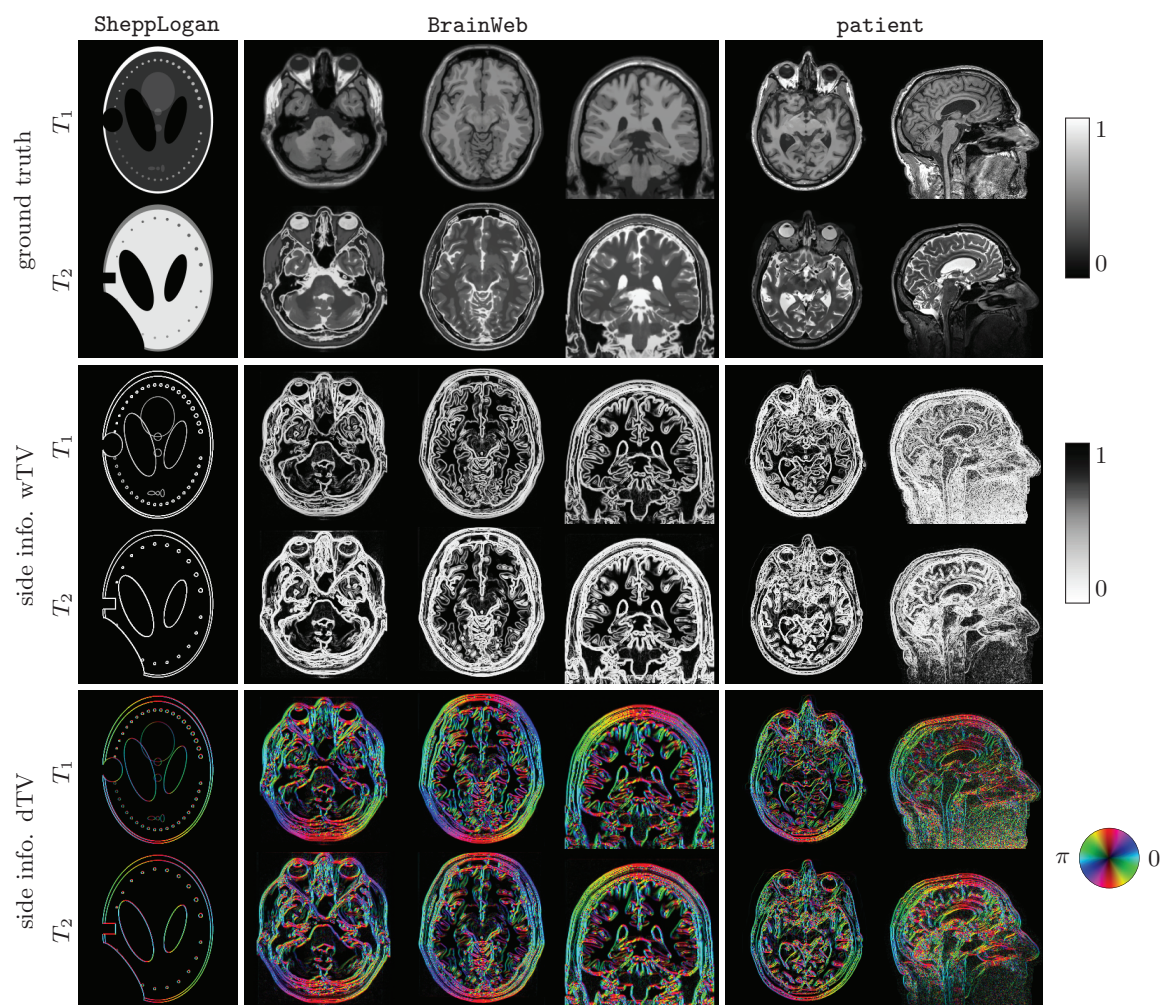 SheppLogan BrainWeb patient
ground truth
T₁
T₂
1
0
side info. wTV
T₁
T₂
1
0
side info. dTV
T₁
T₂
π 0